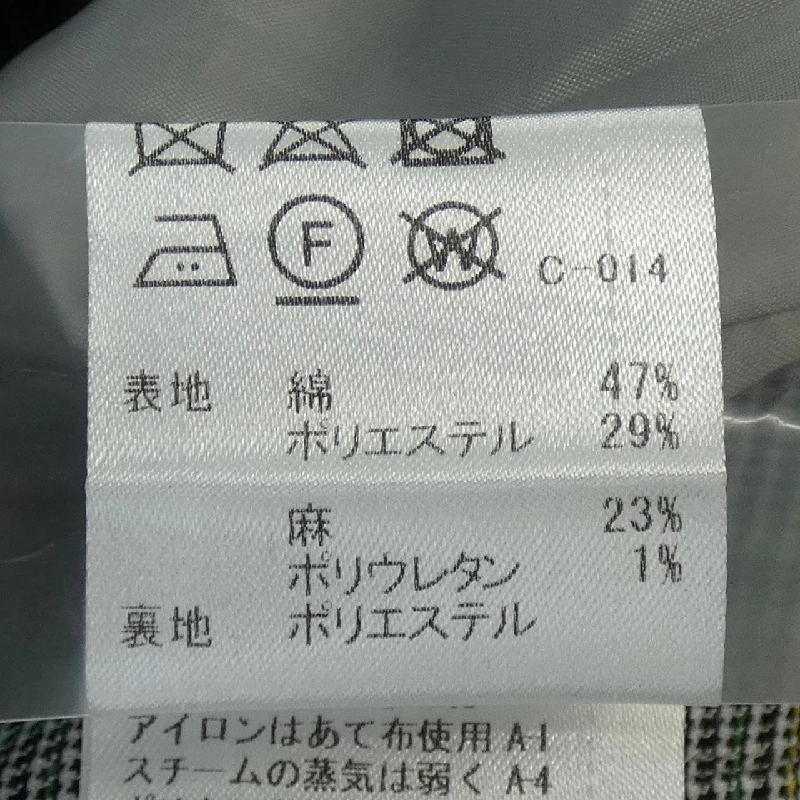 F W C-014
表地 綿 47%
ポリエステル 29%
麻 23%
ポリウレタン 1%
裏地 ポリエステル
アイロンはあて布使用 A-1
スチームの蒸気は弱く A-4